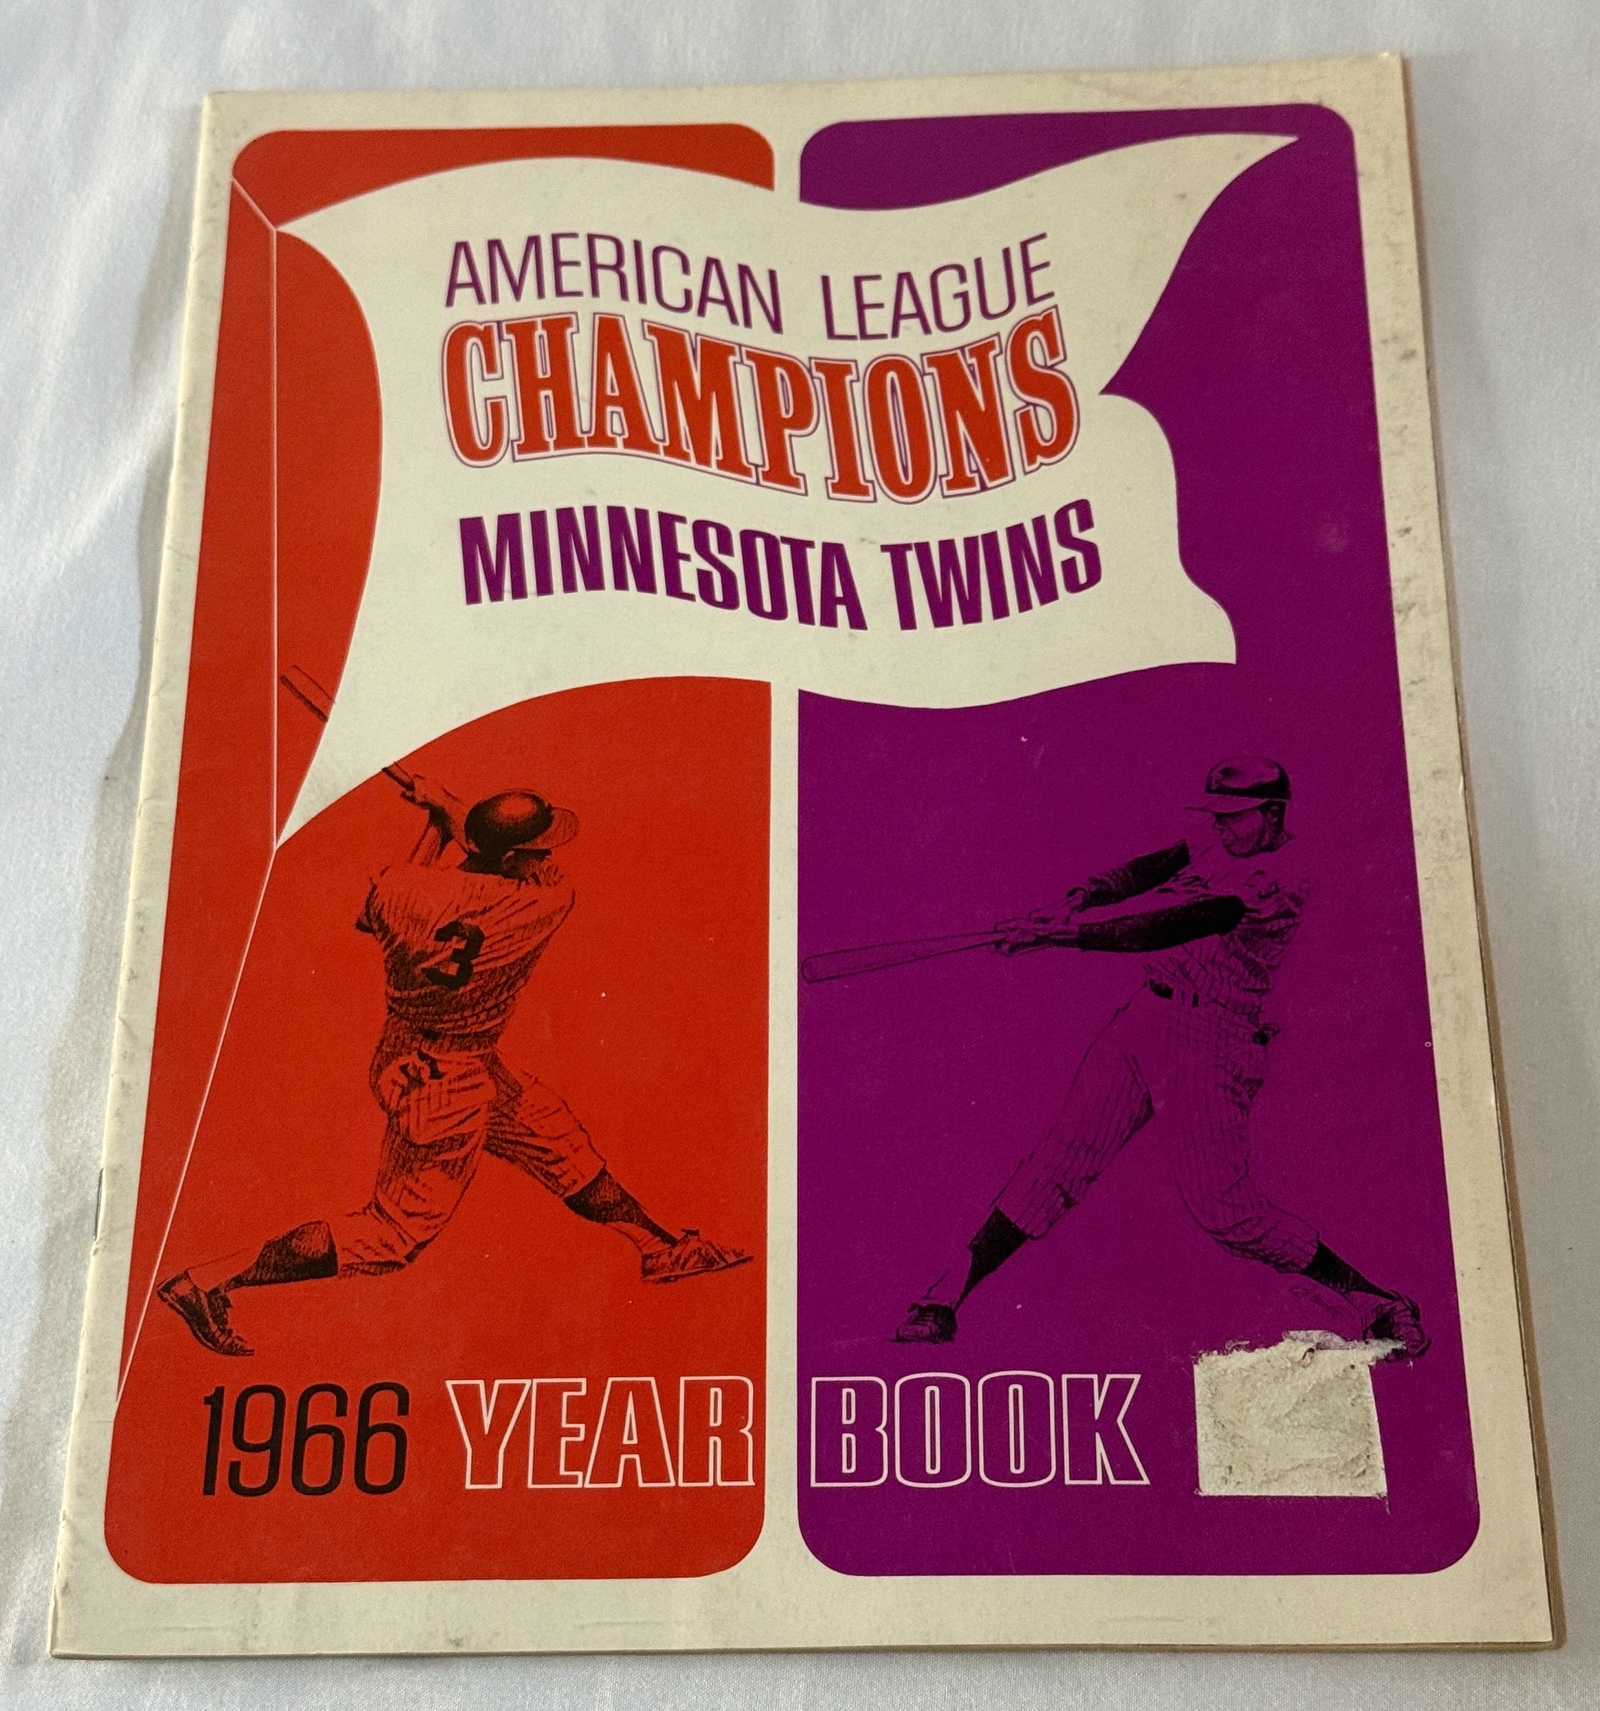 AMERICAN LEAGUE
CHAMPIONS
MINNESOTA TWINS
3
1966 YEAR BOOK